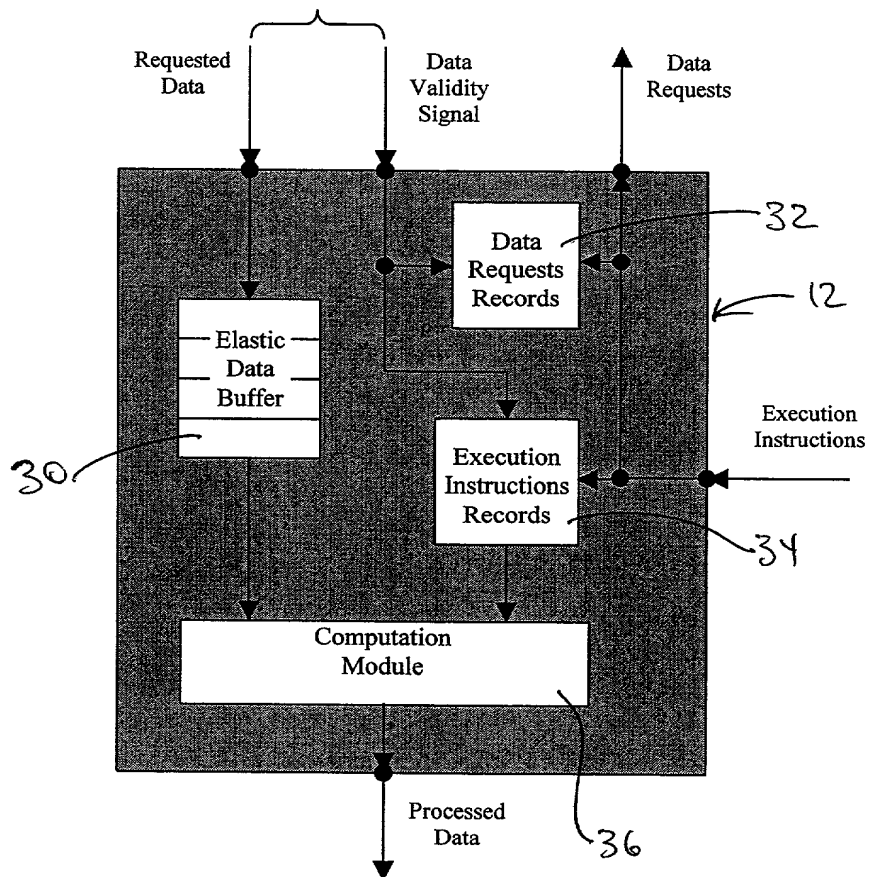 Requested
Data
Data
Validity
Signal
Data
Requests
32
Data
Requests
Records
12
Elastic
Data
Buffer
30
Execution
Instructions
Execution
Instructions
Records
34
Computation
Module
36
Processed
Data